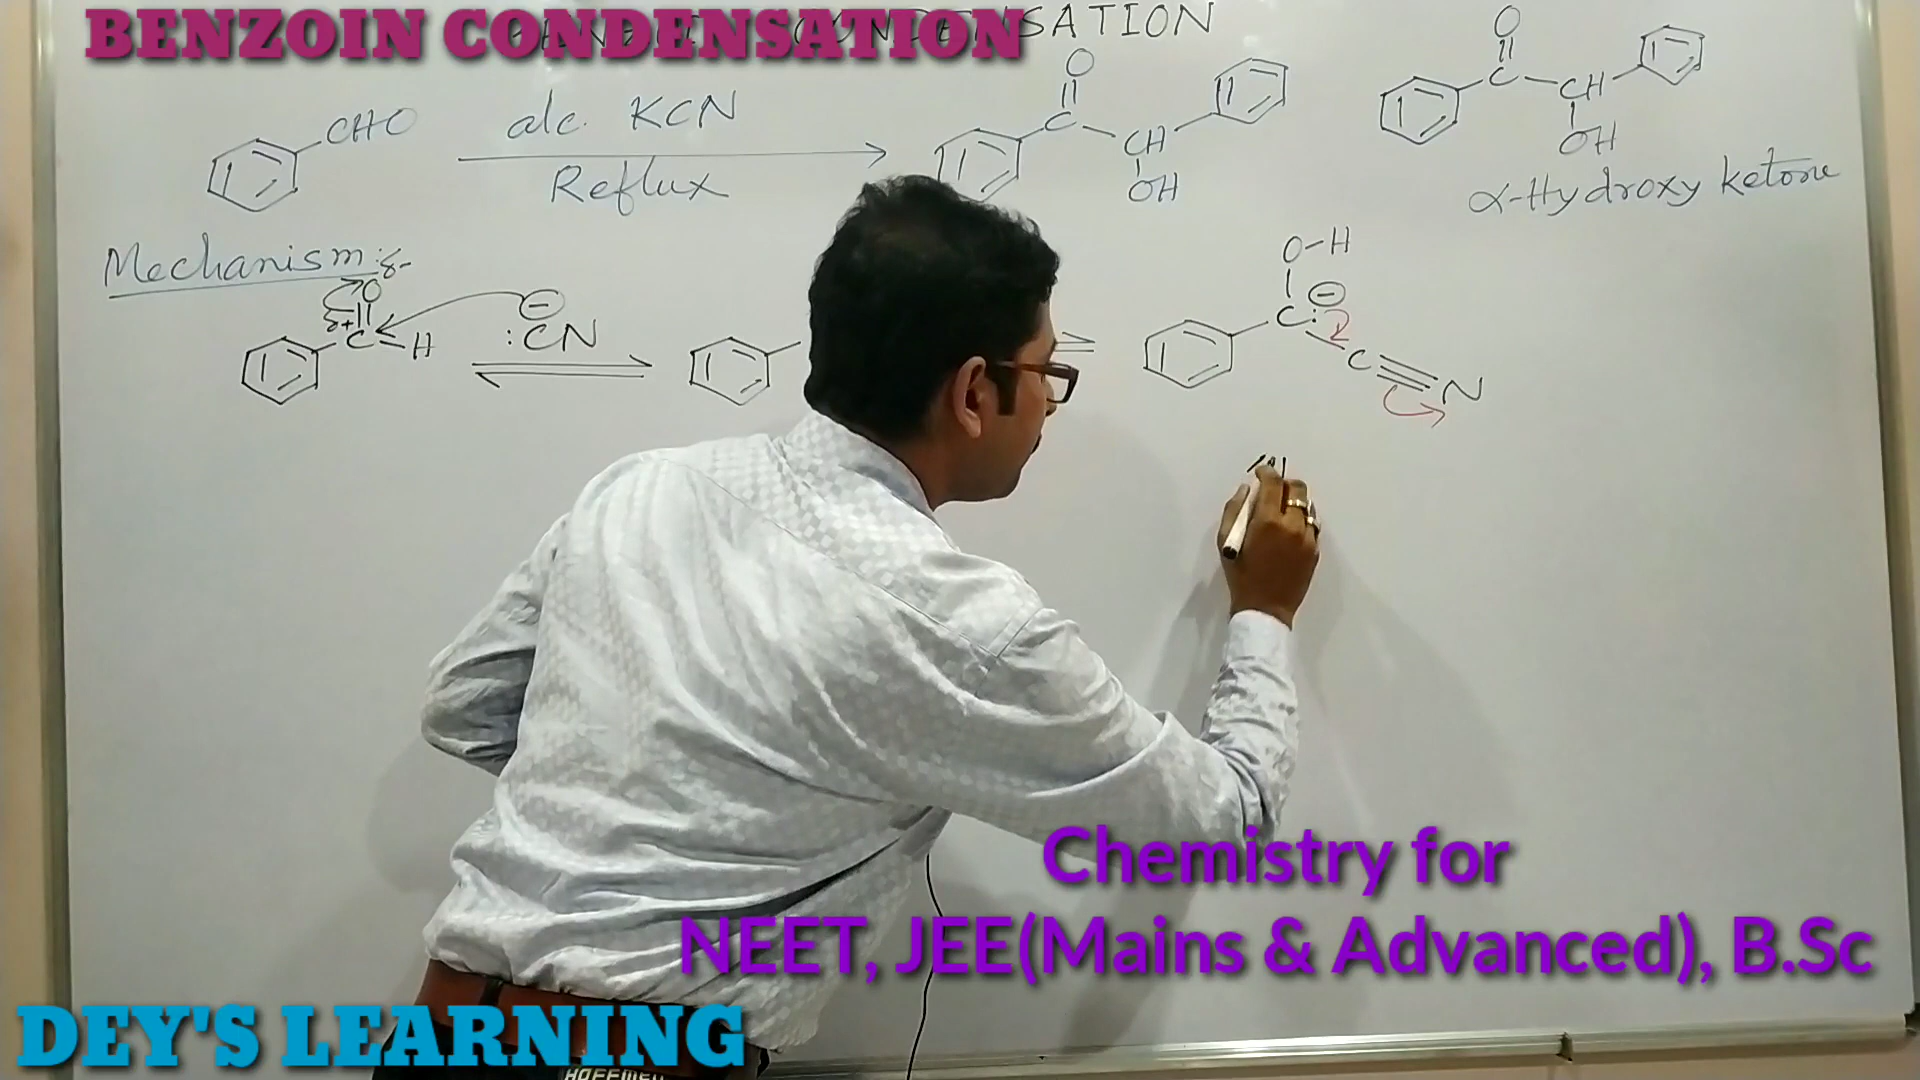 BENZOIN CONDENSATION
CONDENSATION
CHO
alc. KCN
Reflux
O
C
CH
OH
O
C
CH
OH
α-Hydroxy ketone
Mechanism:
δ-
O
δ+
C
H
⊖
:CN
O-H
⊖
C:
C≡N
Chemistry for
NEET, JEE(Mains & Advanced), B.Sc
DEY'S LEARNING